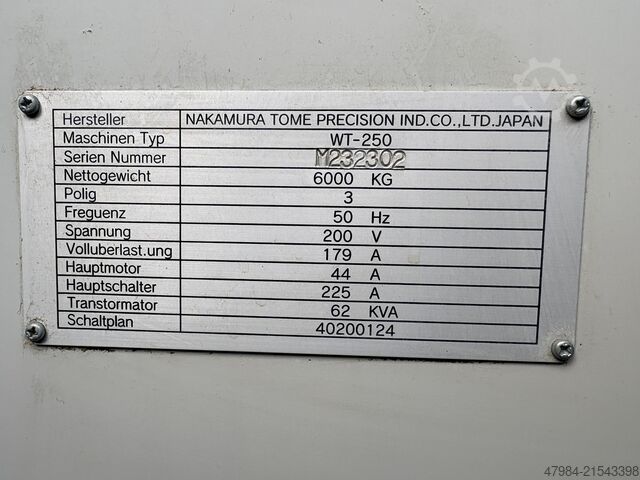 Hersteller NAKAMURA TOME PRECISION IND.CO.,LTD.JAPAN
Maschinen Typ WT-250
Serien Nummer M232302
Nettogewicht 6000 KG
Polig 3
Freguenz 50 Hz
Spannung 200 V
Volluberlast.ung 179 A
Hauptmotor 44 A
Hauptschalter 225 A
Transtormator 62 KVA
Schaltplan 40200124
47984-21543398